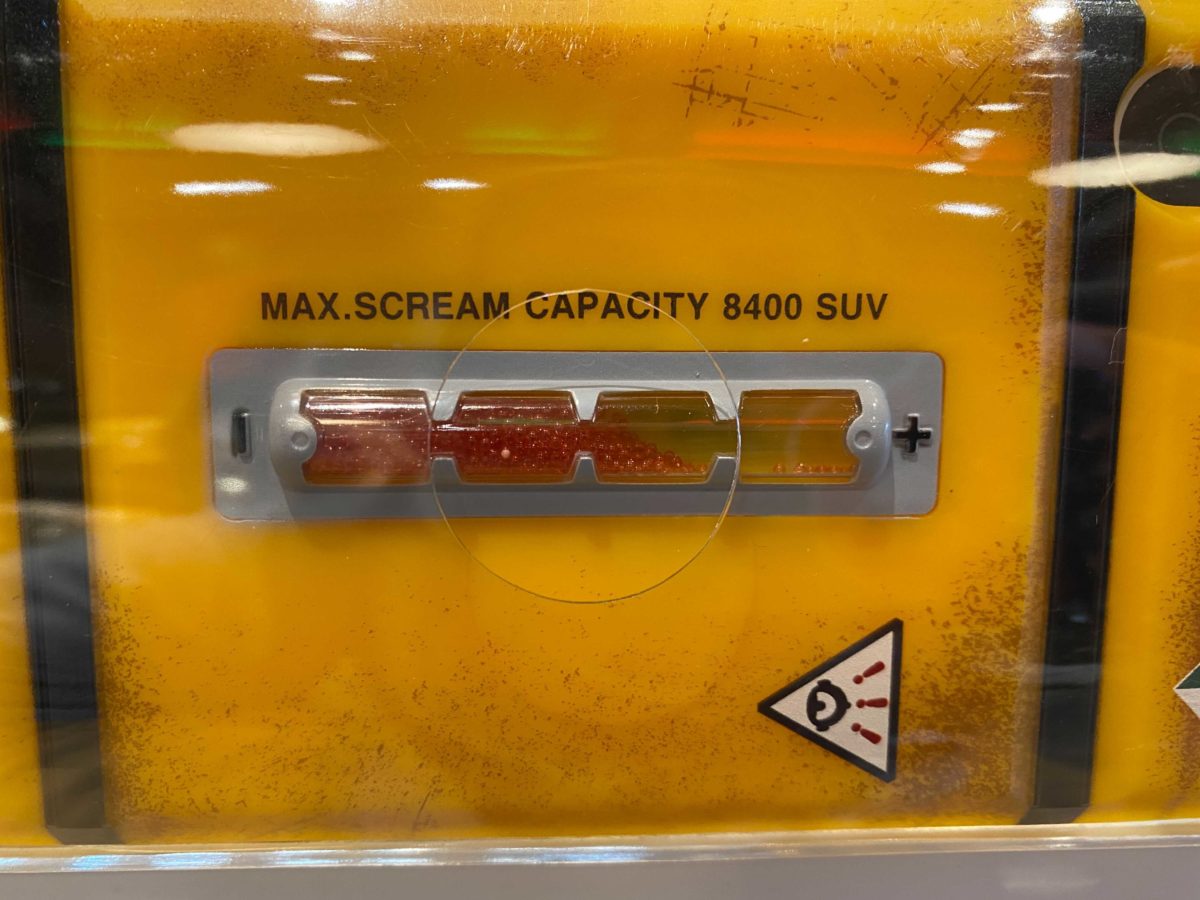 MAX.SCREAM CAPACITY 8400 SUV
- +
! ! !